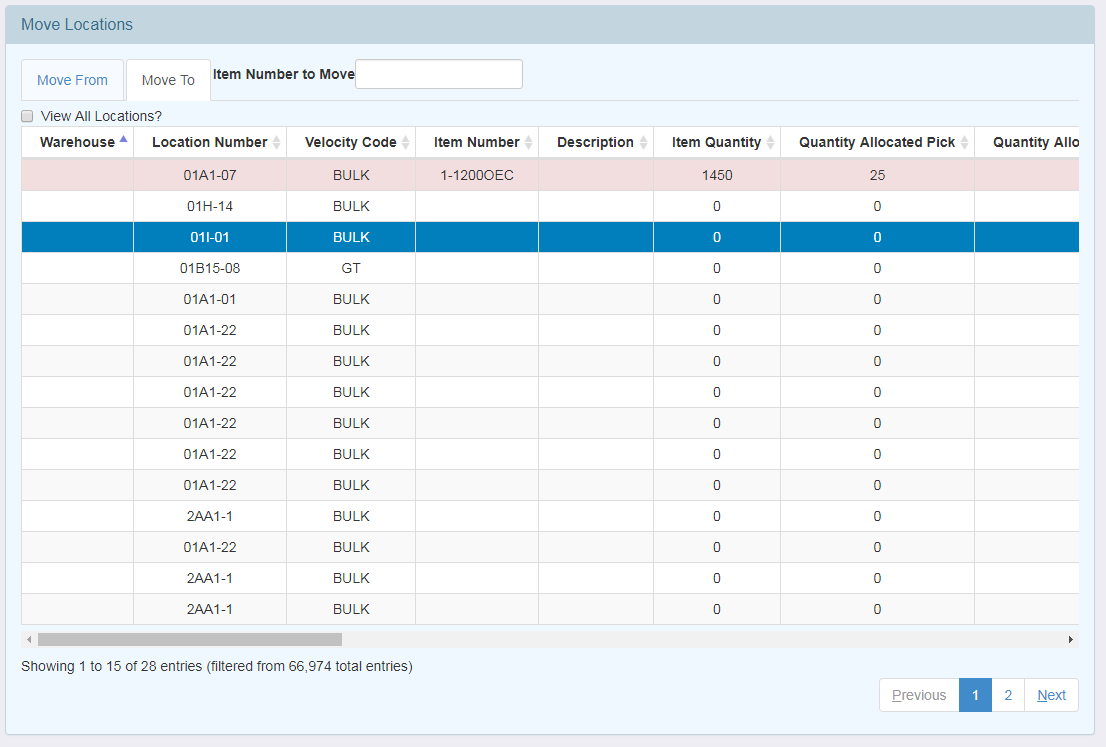 Move Locations
Move From Move To Item Number to Move
View All Locations?
Warehouse Location Number Velocity Code Item Number Description Item Quantity Quantity Allocated Pick Quantity Allo
01A1-07 BULK 1-1200OEC 1450 25
01H-14 BULK 0 0
01I-01 BULK 0 0
01B15-08 GT 0 0
01A1-01 BULK 0 0
01A1-22 BULK 0 0
01A1-22 BULK 0 0
01A1-22 BULK 0 0
01A1-22 BULK 0 0
01A1-22 BULK 0 0
01A1-22 BULK 0 0
2AA1-1 BULK 0 0
01A1-22 BULK 0 0
2AA1-1 BULK 0 0
2AA1-1 BULK 0 0
Showing 1 to 15 of 28 entries (filtered from 66,974 total entries)
Previous 1 2 Next